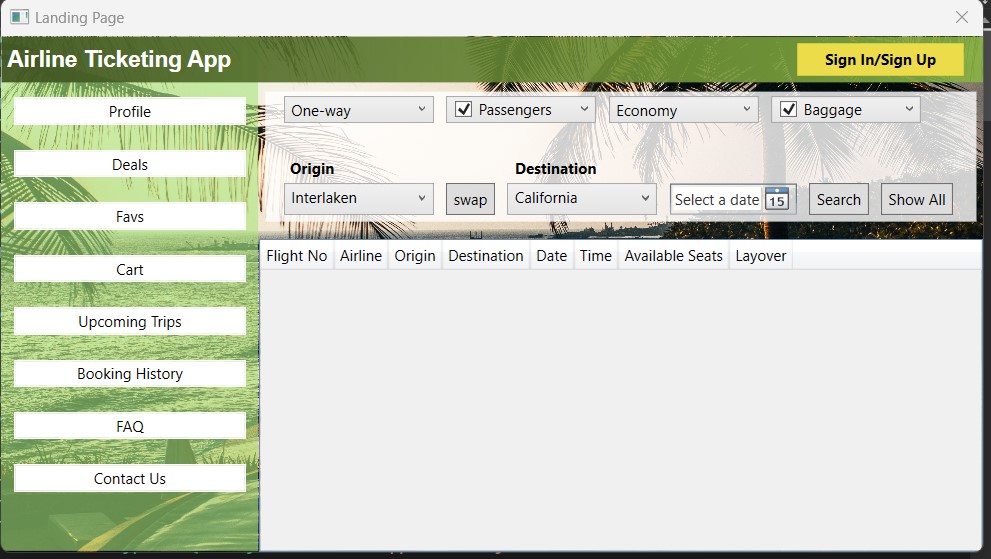 Landing Page
Airline Ticketing App
Sign In/Sign Up
Profile
Deals
Favs
Cart
Upcoming Trips
Booking History
FAQ
Contact Us
One-way Passengers Economy Baggage
Origin Destination
Interlaken swap California Select a date 15 Search Show All
Flight No Airline Origin Destination Date Time Available Seats Layover